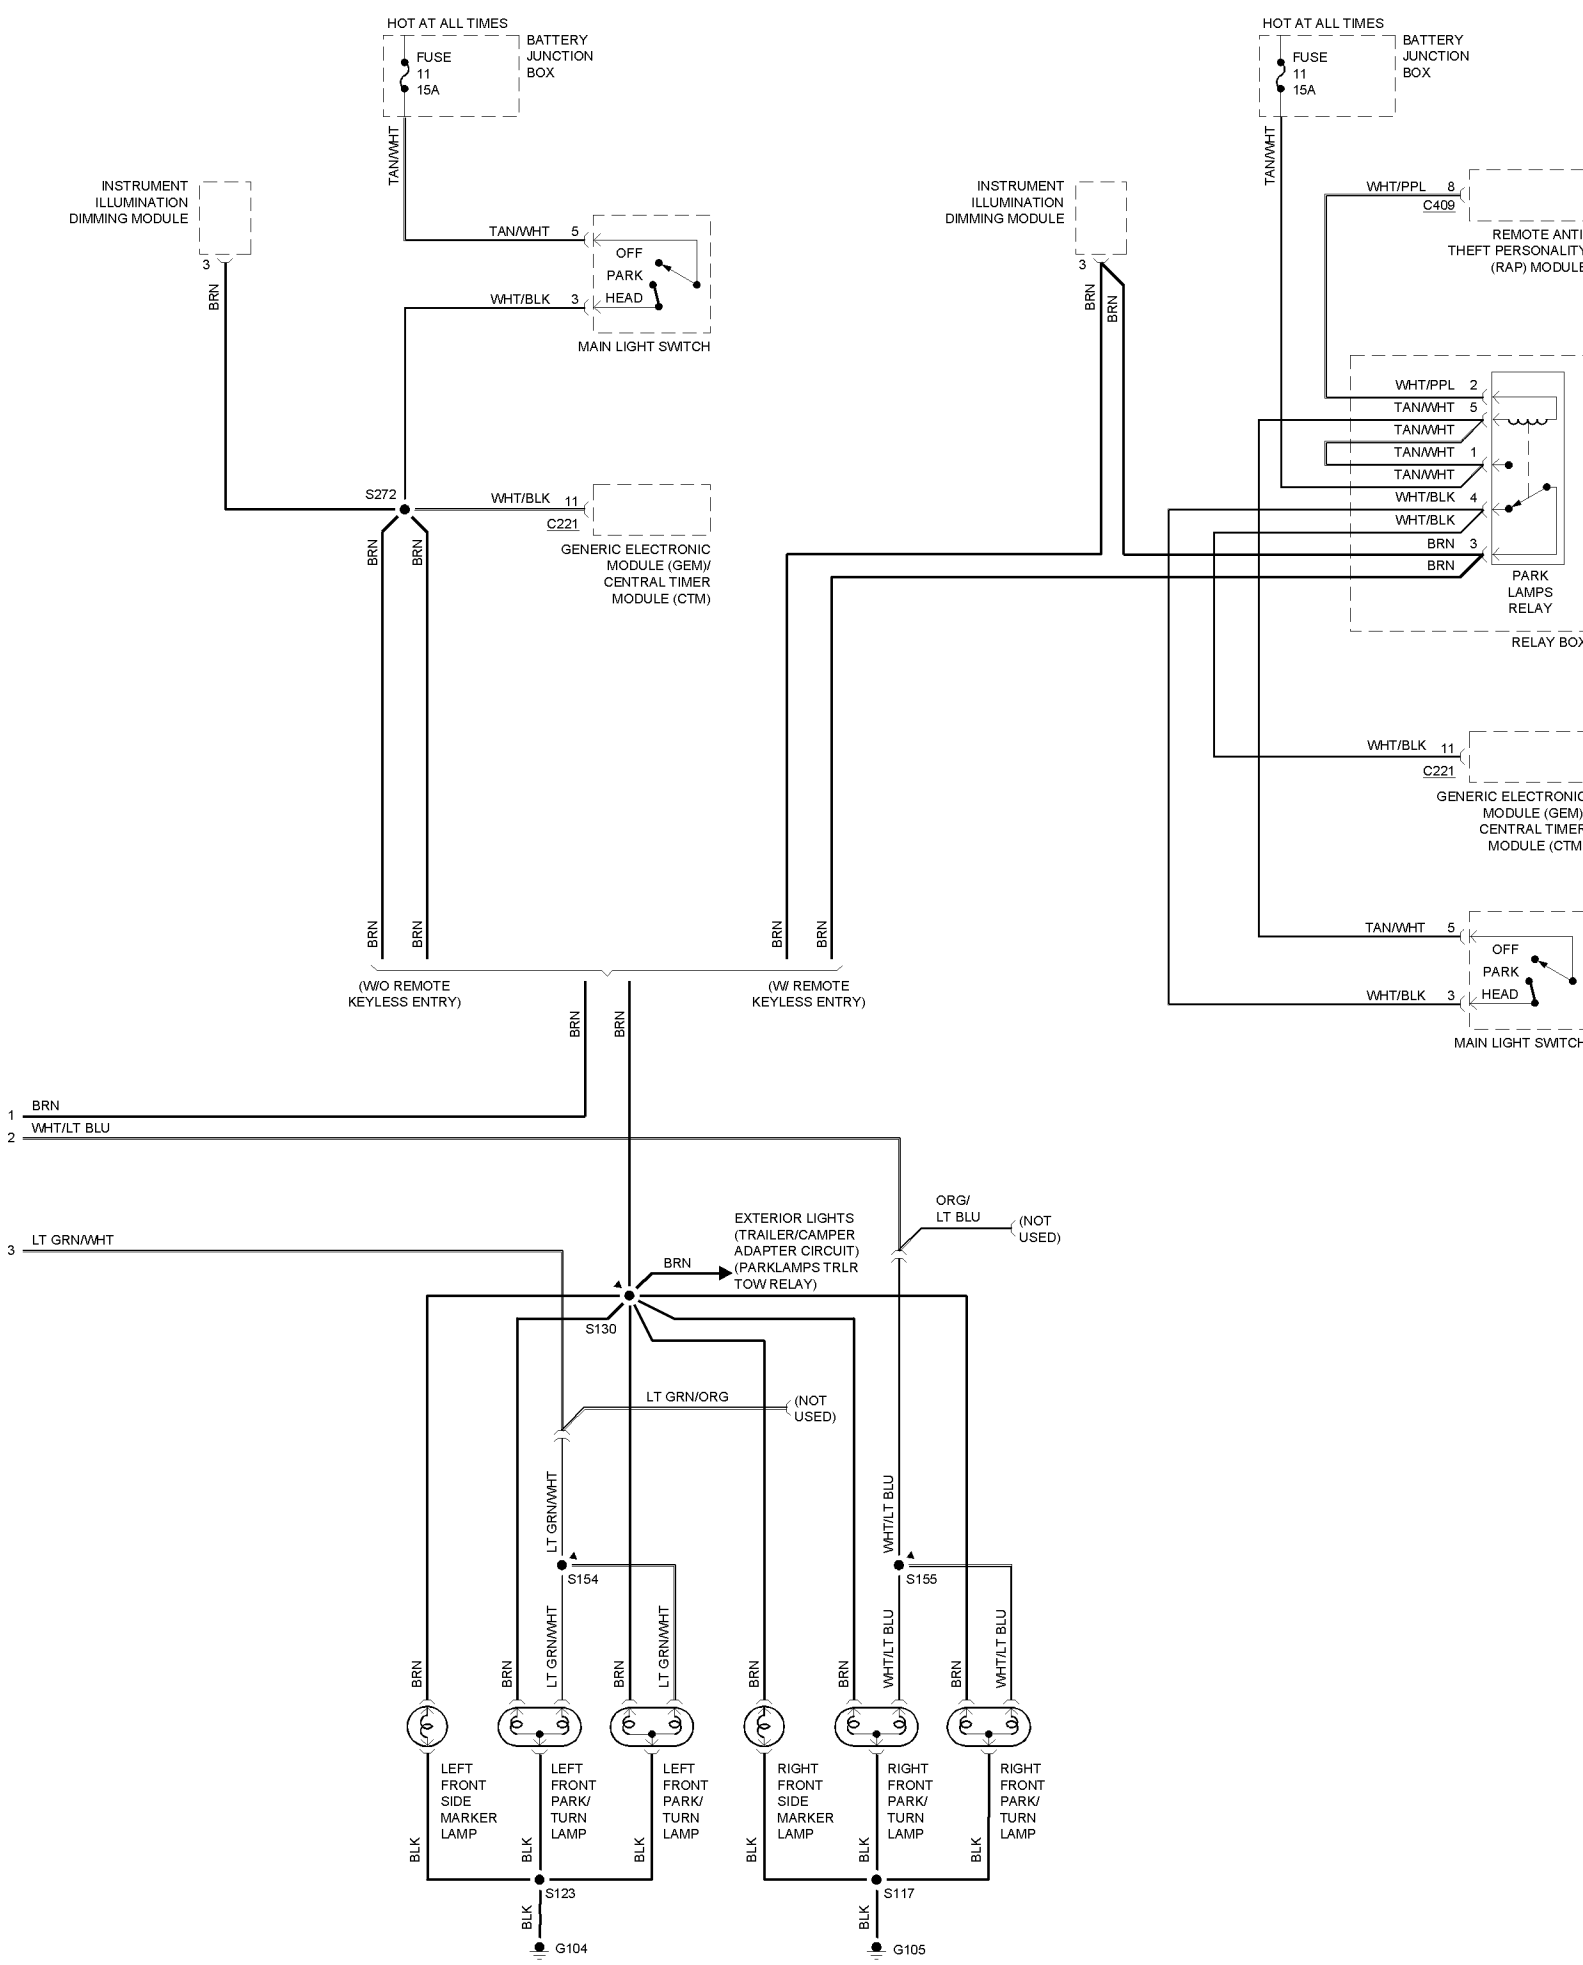 HOT AT ALL TIMES
FUSE
11
15A
BATTERY
JUNCTION
BOX
TAN/WHT
INSTRUMENT
ILLUMINATION
DIMMING MODULE
3
BRN
TAN/WHT 5
WHT/BLK 3
OFF
PARK
HEAD
MAIN LIGHT SWITCH
S272
WHT/BLK 11
C221
GENERIC ELECTRONIC
MODULE (GEM)/
CENTRAL TIMER
MODULE (CTM)
BRN
BRN
BRN
BRN
(W/O REMOTE
KEYLESS ENTRY)
HOT AT ALL TIMES
FUSE
11
15A
BATTERY
JUNCTION
BOX
TAN/WHT
INSTRUMENT
ILLUMINATION
DIMMING MODULE
3
BRN
BRN
WHT/PPL 8
C409
REMOTE ANTI
THEFT PERSONALITY
(RAP) MODULE
WHT/PPL 2
TAN/WHT 5
TAN/WHT
TAN/WHT 1
TAN/WHT
WHT/BLK 4
WHT/BLK
BRN 3
BRN
PARK
LAMPS
RELAY
RELAY BOX
WHT/BLK 11
C221
GENERIC ELECTRONIC
MODULE (GEM)
CENTRAL TIMER
MODULE (CTM
TAN/WHT 5
WHT/BLK 3
OFF
PARK
HEAD
MAIN LIGHT SWITCH
BRN
BRN
(W/ REMOTE
KEYLESS ENTRY)
BRN
BRN
1 BRN
2 WHT/LT BLU
3 LT GRN/WHT
EXTERIOR LIGHTS
(TRAILER/CAMPER
ADAPTER CIRCUIT)
(PARKLAMPS TRLR
TOW RELAY)
BRN
ORG/
LT BLU
(NOT
USED)
S130
LT GRN/ORG
(NOT
USED)
LT GRN/WHT
WHT/LT BLU
S154
S155
BRN
BRN
LT GRN/WHT
BRN
LT GRN/WHT
BRN
BRN
WHT/LT BLU
BRN
WHT/LT BLU
LEFT
FRONT
SIDE
MARKER
LAMP
LEFT
FRONT
PARK/
TURN
LAMP
LEFT
FRONT
PARK/
TURN
LAMP
RIGHT
FRONT
SIDE
MARKER
LAMP
RIGHT
FRONT
PARK/
TURN
LAMP
RIGHT
FRONT
PARK/
TURN
LAMP
BLK
BLK
BLK
BLK
BLK
BLK
S123
S117
BLK
BLK
G104
G105